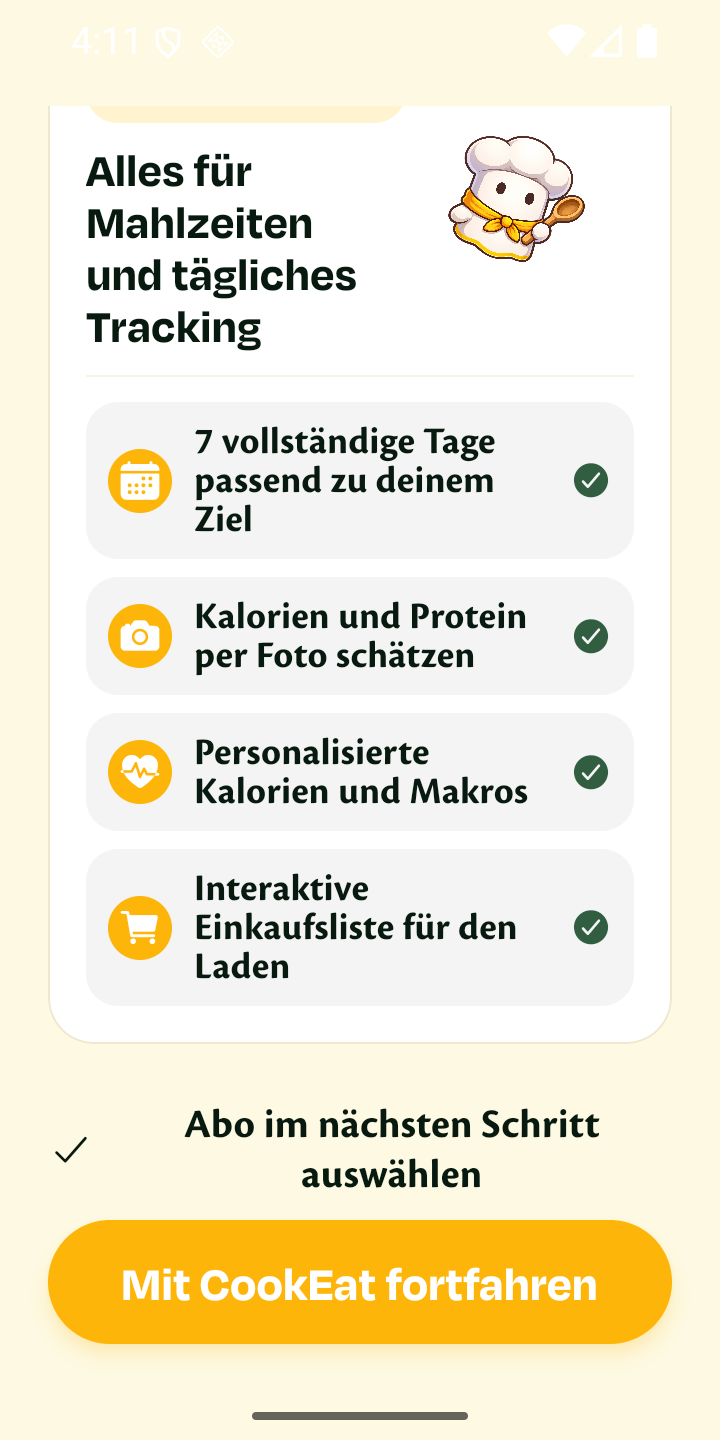 4:11
Alles für
Mahlzeiten
und tägliches
Tracking
7 vollständige Tage
passend zu deinem
Ziel
Kalorien und Protein
per Foto schätzen
Personalisierte
Kalorien und Makros
Interaktive
Einkaufsliste für den
Laden
Abo im nächsten Schritt
auswählen
Mit CookEat fortfahren